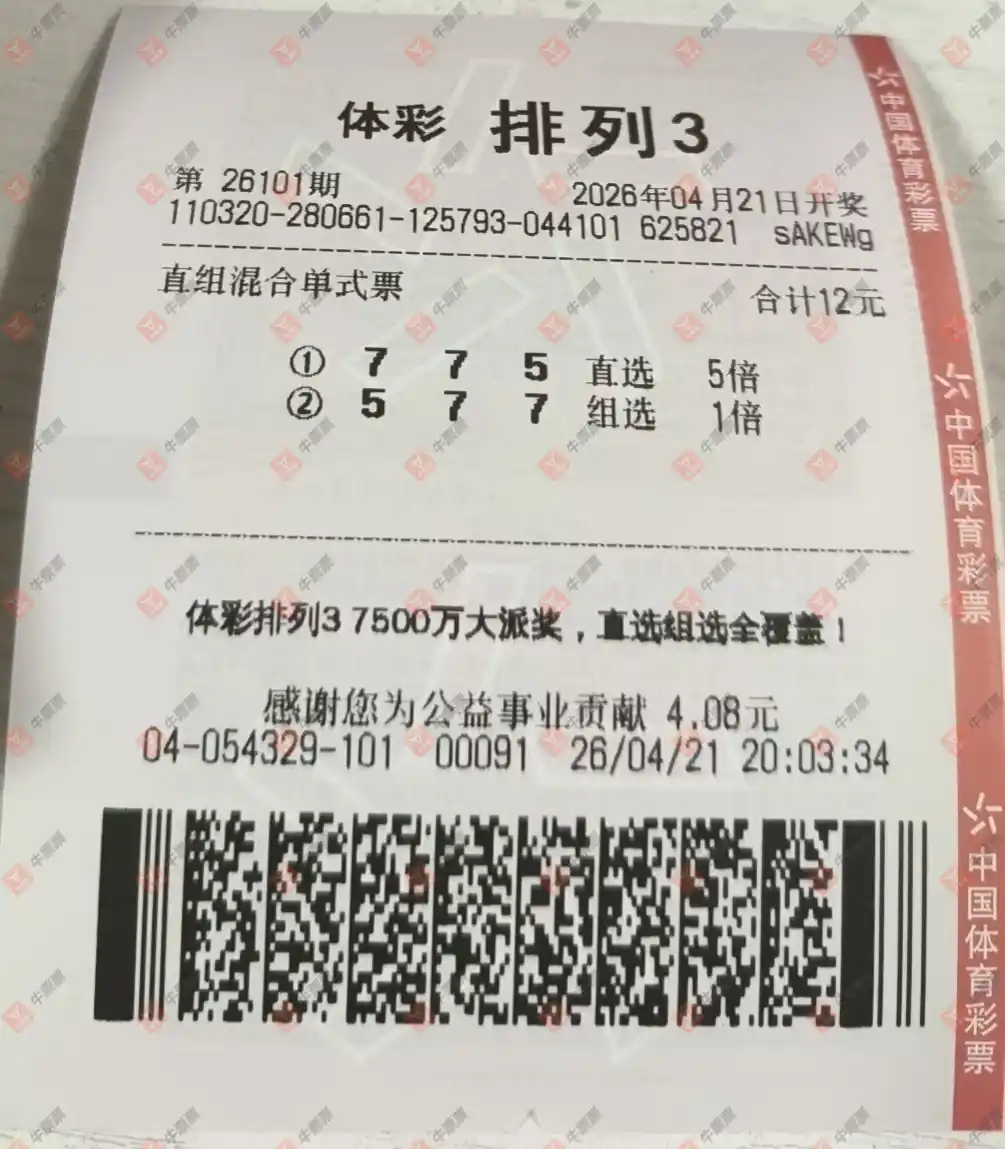 体彩 排列3
第 26101期 2026年04月21日开奖
110320-280661-125793-044101 625821 sAKEWg
直组混合单式票 合计12元
① 7 7 5 直选 5倍
② 5 7 7 组选 1倍
体彩排列3 7500万大派奖，直选组选全覆盖！
感谢您为公益事业贡献 4.08元
04-054329-101 00091 26/04/21 20:03:34
中国体育彩票
中国体育彩票
中国体育彩票
牛票票